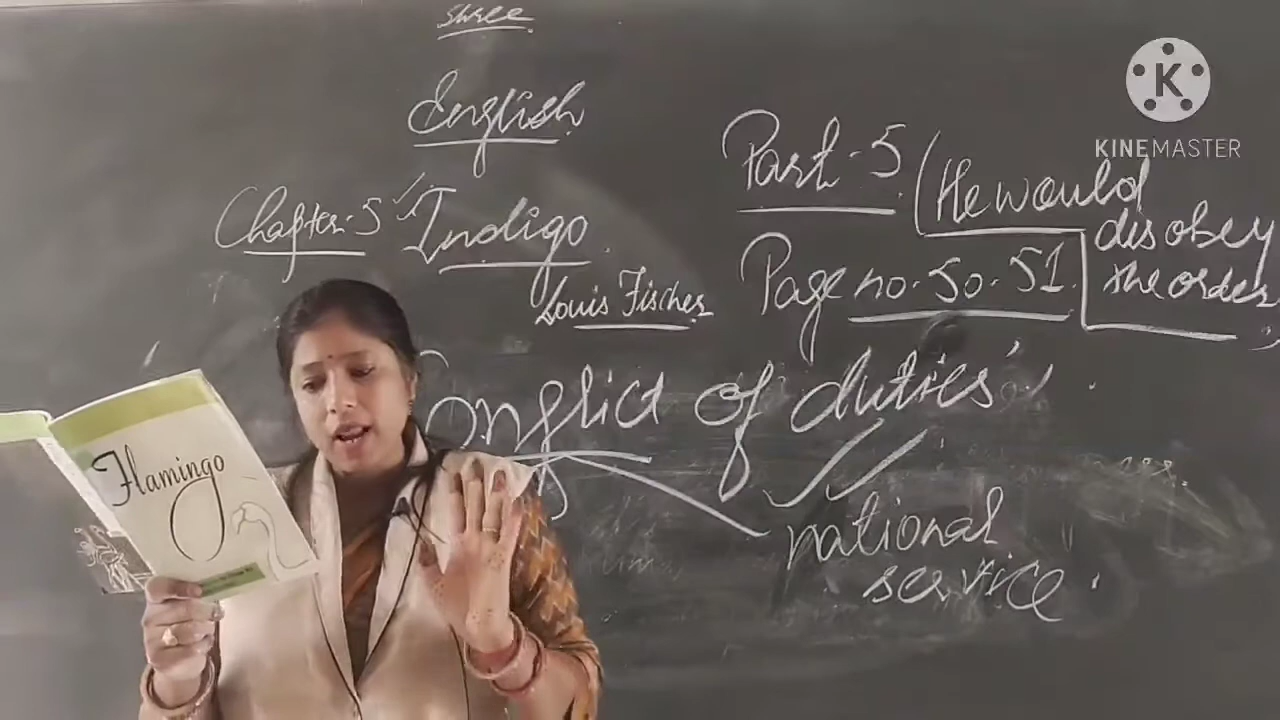 Shree
English
Chapter-5 Indigo
Louis Fischer
Part-5
Page no. 50-51
(He would
disobey
the order
Conflict of duties'
national
service.
Flamingo
K
KINEMASTER